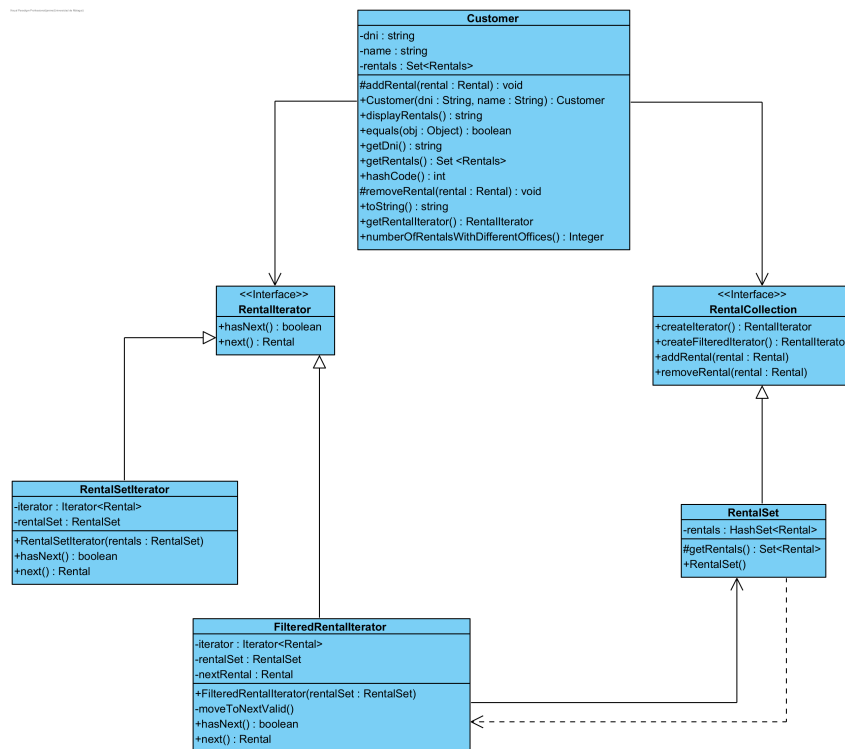 Customer
-dni : string
-name : string
-rentals : Set<Rentals>
#addRental(rental : Rental) : void
+Customer(dni : String, name : String) : Customer
+displayRentals() : string
+equals(obj : Object) : boolean
+getDni() : string
+getRentals() : Set <Rentals>
+hashCode() : int
#removeRental(rental : Rental) : void
+toString() : string
+getRentalIterator() : RentalIterator
+numberOfRentalsWithDifferentOffices() : Integer
<<Interface>>
RentalIterator
+hasNext() : boolean
+next() : Rental
<<Interface>>
RentalCollection
+createIterator() : RentalIterator
+createFilteredIterator() : RentalIterato
+addRental(rental : Rental)
+removeRental(rental : Rental)
RentalSetIterator
-iterator : Iterator<Rental>
-rentalSet : RentalSet
+RentalSetIterator(rentals : RentalSet)
+hasNext() : boolean
+next() : Rental
RentalSet
-rentals : HashSet<Rental>
#getRentals() : Set<Rental>
+RentalSet()
FilteredRentalIterator
-iterator : Iterator<Rental>
-rentalSet : RentalSet
-nextRental : Rental
+FilteredRentalIterator(rentalSet : RentalSet)
-moveToNextValid()
+hasNext() : boolean
+next() : Rental